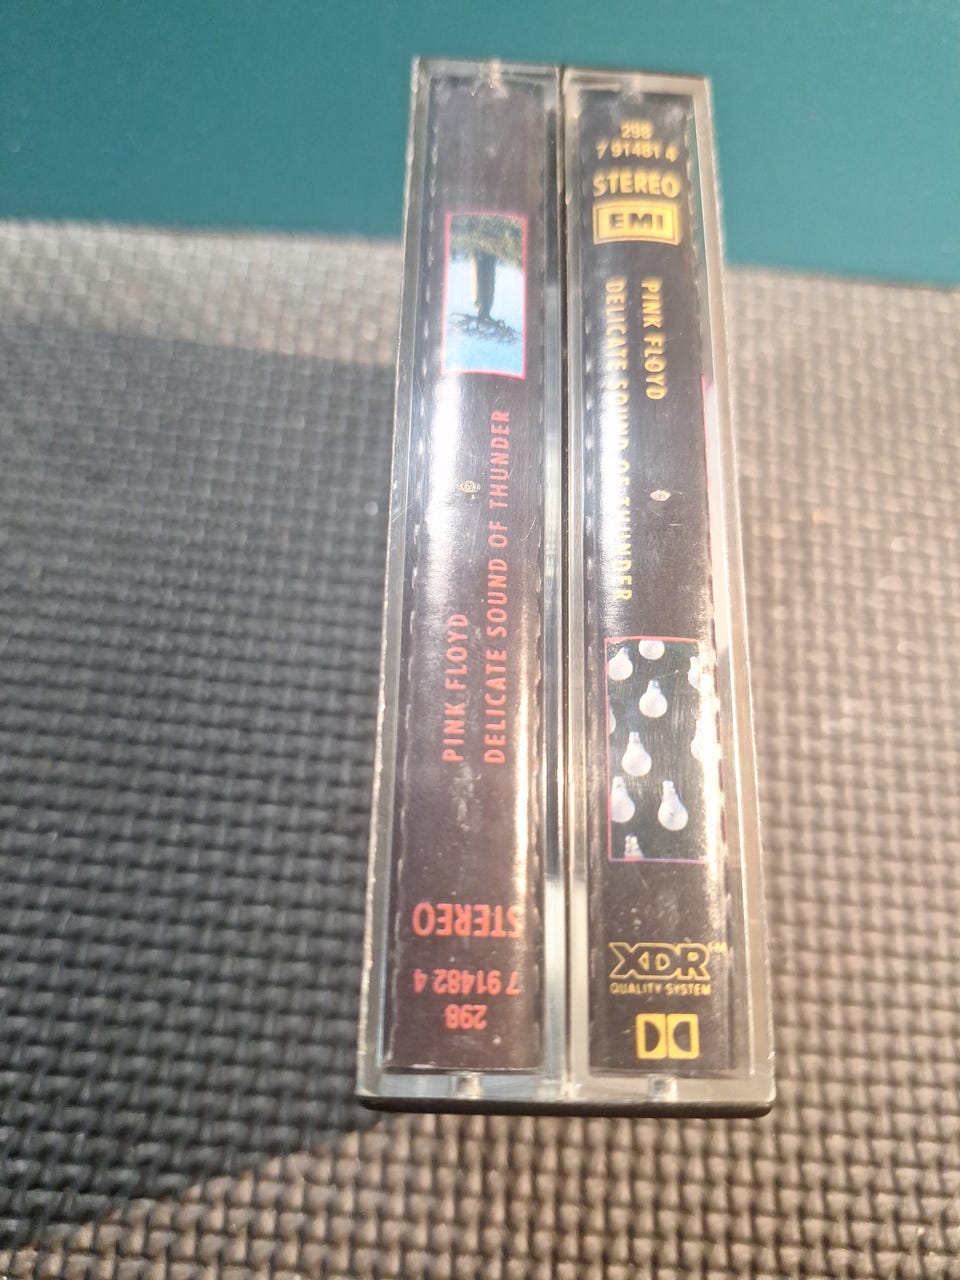 PINK FLOYD
DELICATE SOUND OF THUNDER
STEREO
7 91482 4
298
298
7 91481 4
STEREO
EMI
PINK FLOYD
DELICATE SOUND OF THUNDER
XDR™
QUALITY SYSTEM